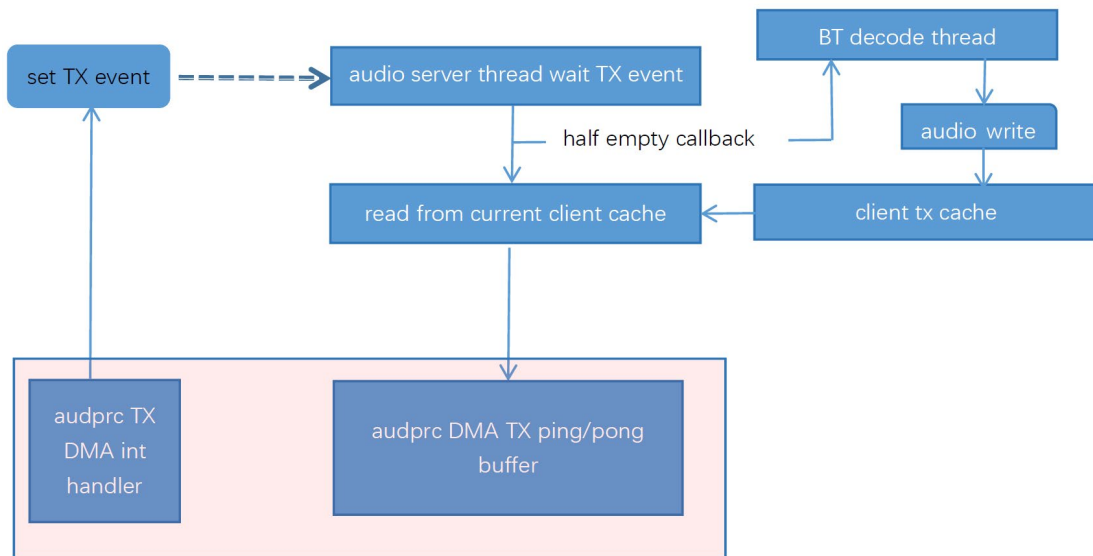 BT decode thread
set TX event
audio server thread wait TX event
half empty callback
audio write
read from current client cache
client tx cache
audprc TX
DMA int
handler
audprc DMA TX ping/pong
buffer